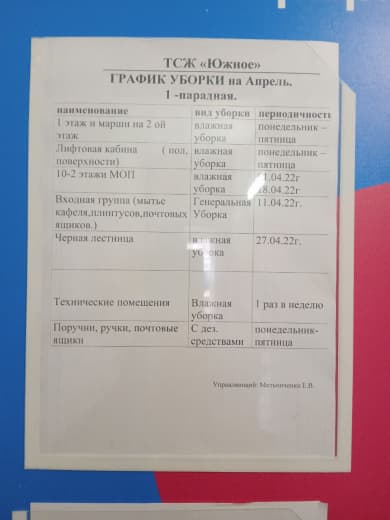 ТСЖ «Южное»
ГРАФИК УБОРКИ на Апрель.
1 -парадная.
наименование вид уборки периодичность
1 этаж и марши на 2 ой влажная понедельник –
этаж уборка пятница
Лифтовая кабина ( пол, влажная понедельник –
поверхности) уборка пятница
10-2 этажи МОП влажная 11.04.22г
уборка 18.04.22г
Входная группа (мытье Генеральная 11.04.22г.
кафеля,плинтусов,почтовых Уборка
ящиков.)
Черная лестница влажная 27.04.22г.
уборка
Технические помещения Влажная 1 раз в неделю
уборка
Поручни, ручки, почтовые С дез. понедельник-
ящики средствами пятница
Управляющий: Мельниченко Е.В.